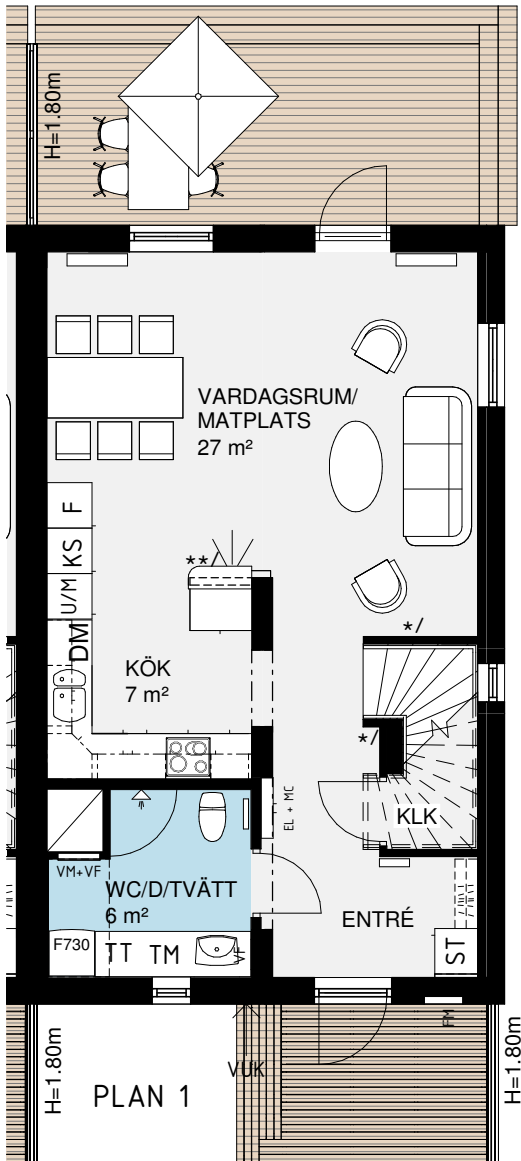 H=1.80m
VARDAGSRUM/
MATPLATS
27 m²
F
KS
U/M
DM
**/
*/
KÖK
7 m²
*/
EL + MC
KLK
VM+VF
WC/D/TVÄTT
6 m²
ENTRÉ
F730
TT
TM
VF
ST
FM
VUK
H=1.80m
PLAN 1
H=1.80m